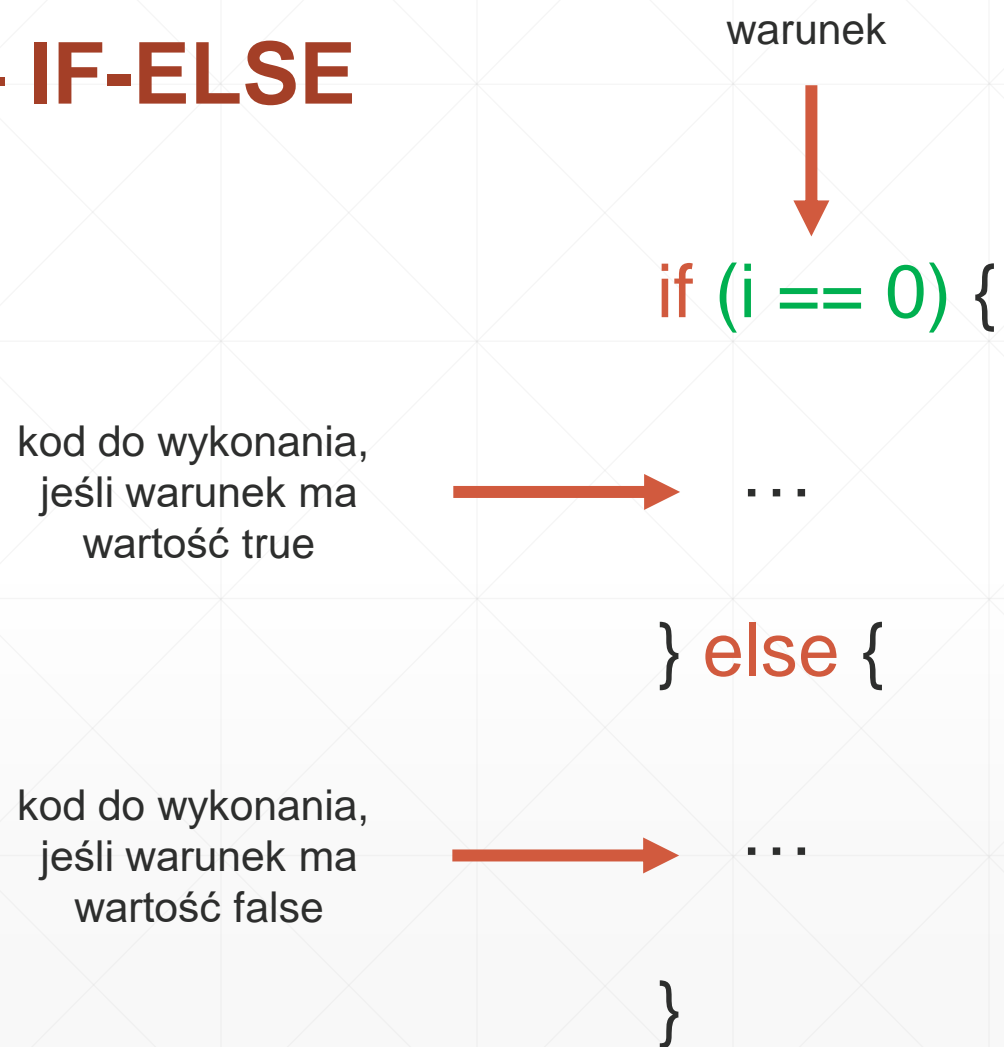 - IF-ELSE
warunek
if (i == 0) {
kod do wykonania,
jeśli warunek ma
wartość true
...
} else {
kod do wykonania,
jeśli warunek ma
wartość false
...
}